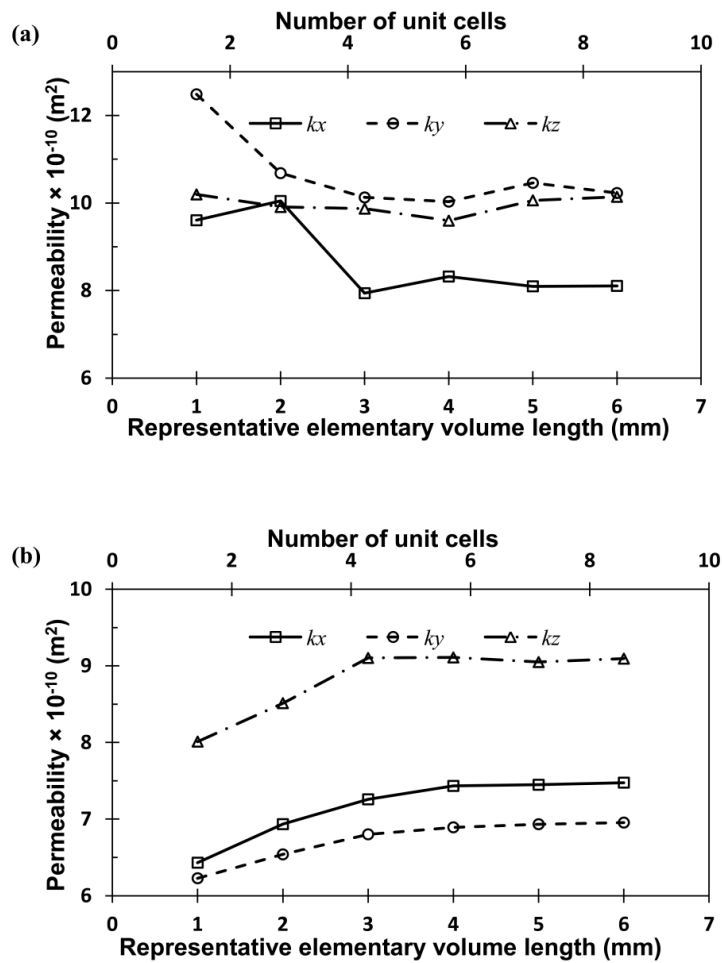 (a)
Number of unit cells
0 2 4 6 8 10
Permeability × 10⁻¹⁰ (m²)
12
10
8
6
kx ky kz
0 1 2 3 4 5 6 7
Representative elementary volume length (mm)
(b)
Number of unit cells
0 2 4 6 8 10
Permeability × 10⁻¹⁰ (m²)
10
9
8
7
6
kx ky kz
0 1 2 3 4 5 6 7
Representative elementary volume length (mm)